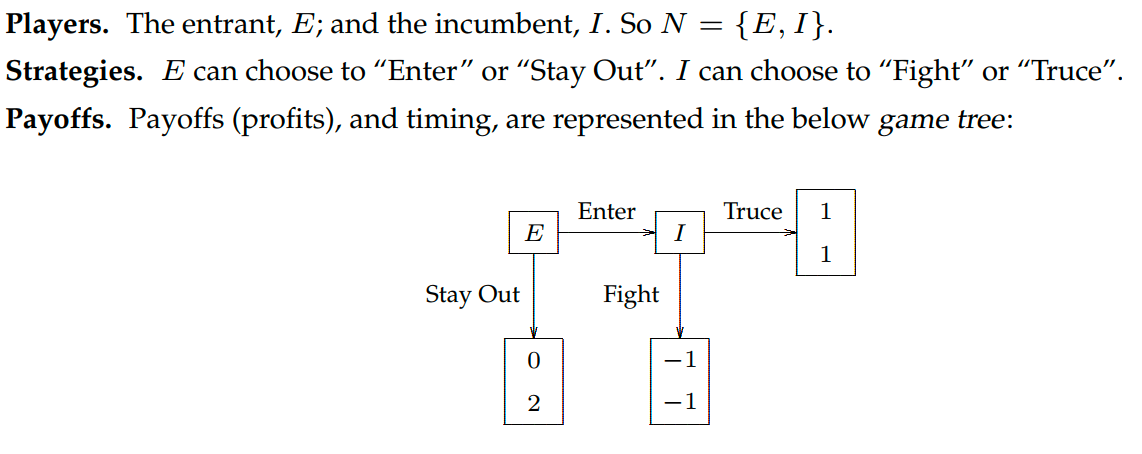 Players. The entrant, E; and the incumbent, I. So N = {E, I}.
Strategies. E can choose to “Enter” or “Stay Out”. I can choose to “Fight” or “Truce”.
Payoffs. Payoffs (profits), and timing, are represented in the below game tree:
Enter Truce 1
E I
1
Stay Out Fight
0 −1
2 −1